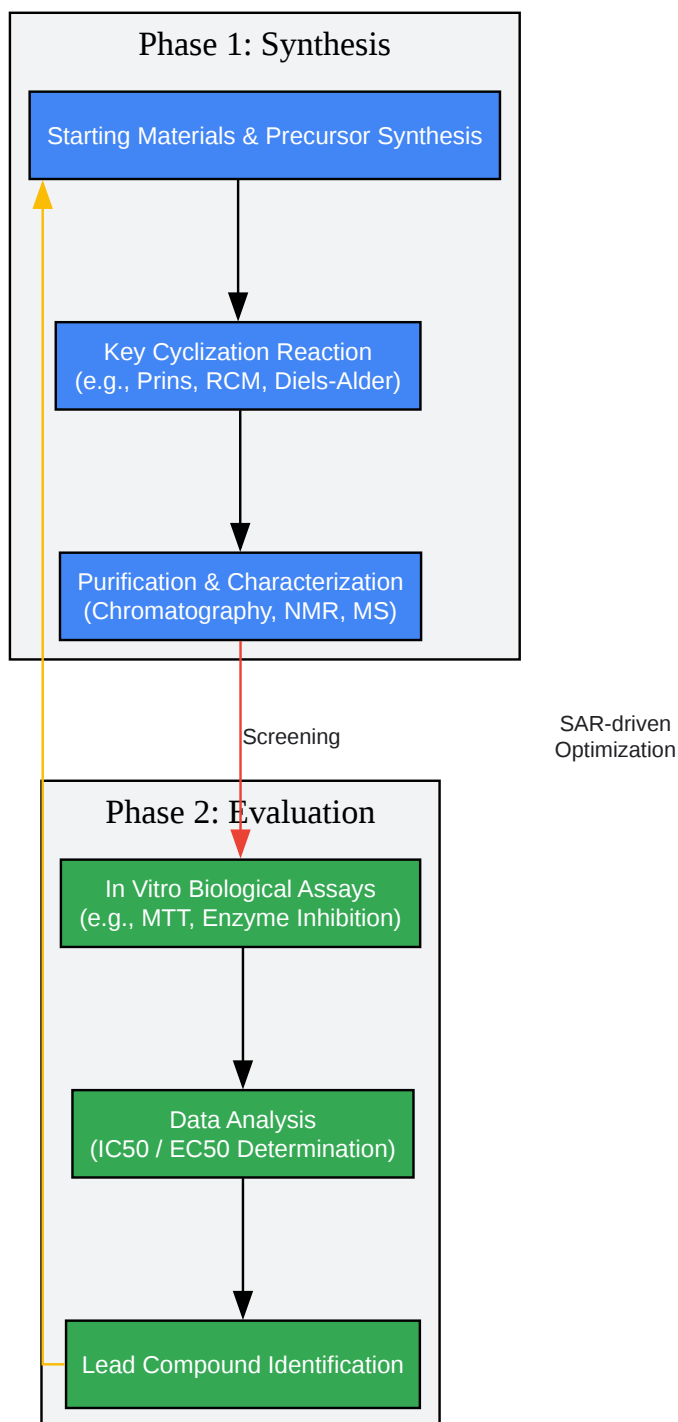 Phase 1: Synthesis
Starting Materials & Precursor Synthesis
Key Cyclization Reaction
(e.g., Prins, RCM, Diels-Alder)
Purification & Characterization
(Chromatography, NMR, MS)
Screening
SAR-driven
Optimization
Phase 2: Evaluation
In Vitro Biological Assays
(e.g., MTT, Enzyme Inhibition)
Data Analysis
(IC50 / EC50 Determination)
Lead Compound Identification